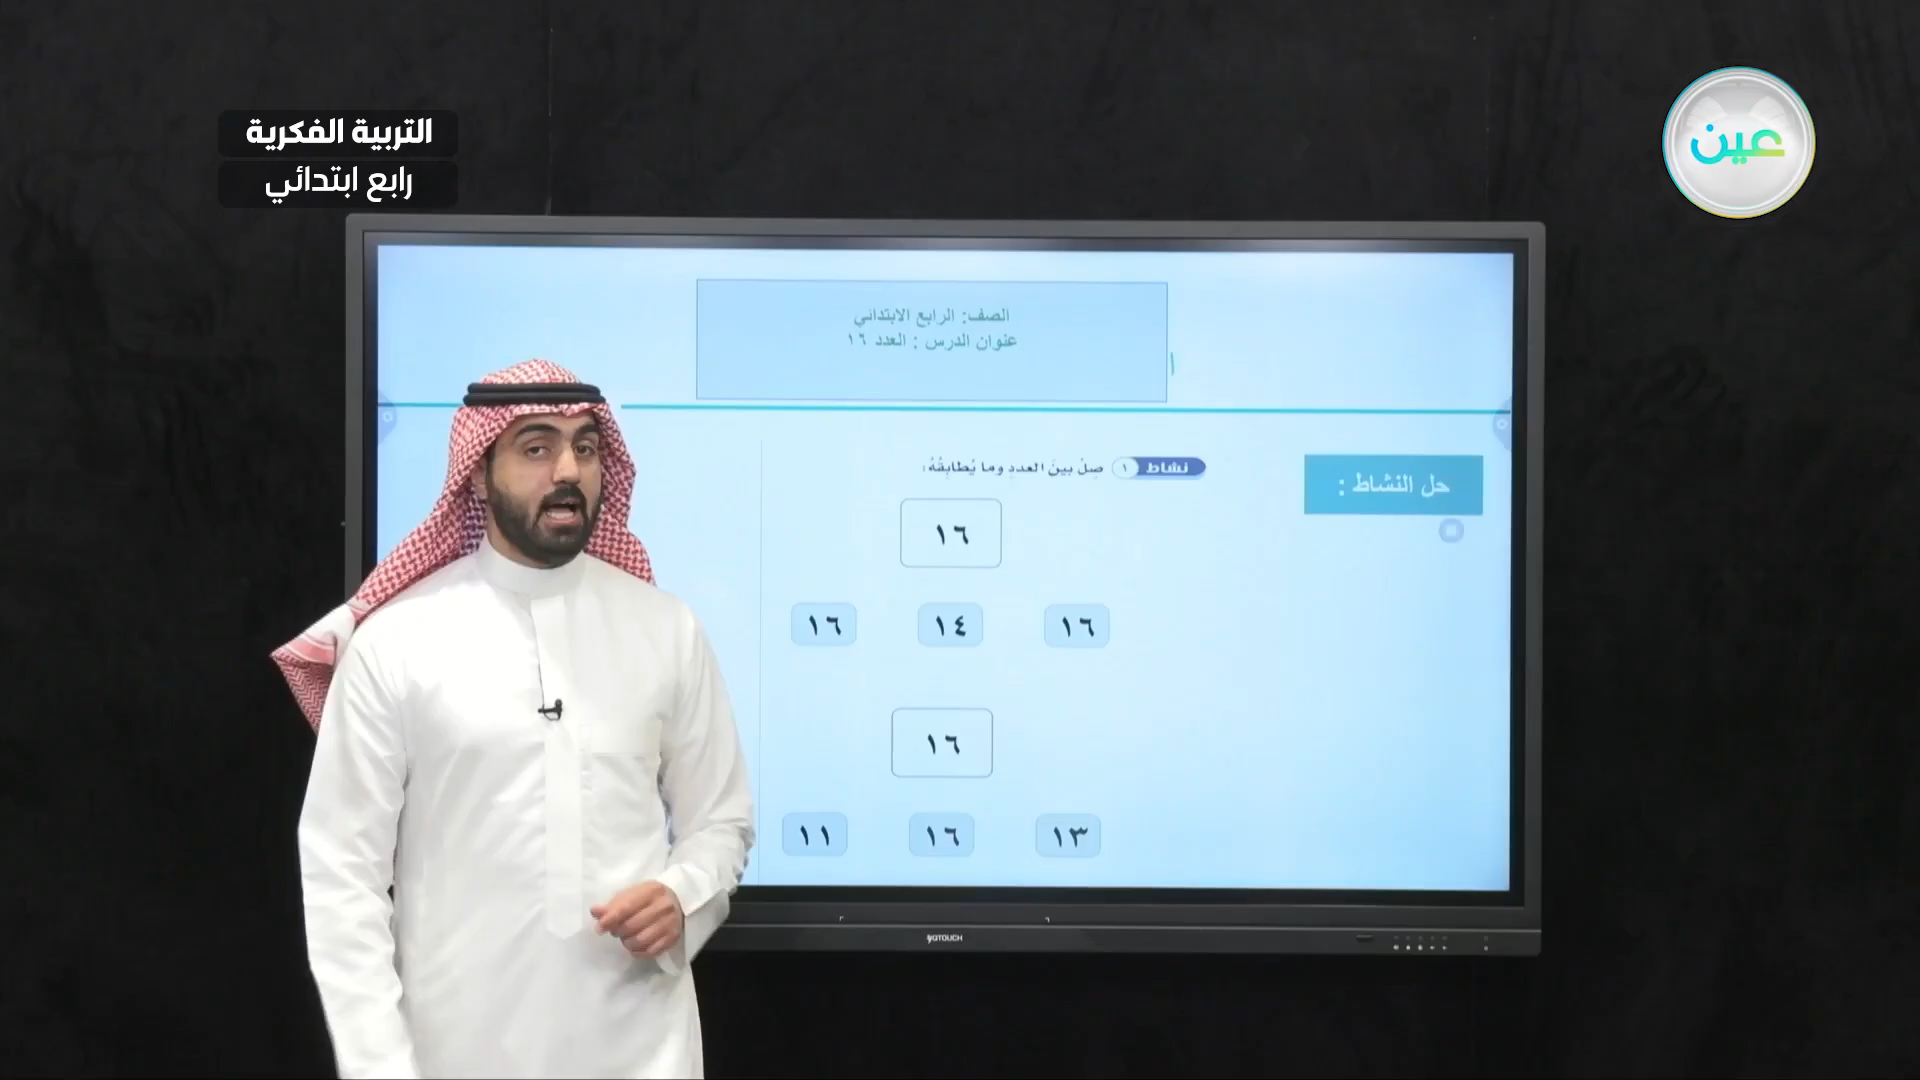 التربية الفكرية
رابع ابتدائي
عين
الصف: الرابع الابتدائي
عنوان الدرس : العدد ١٦
حل النشاط :
نشاط ١ صِلْ بينَ العددِ وما يُطابِقُهُ:
١٦
١٦ ١٤ ١٦
١٦
١٣ ١٦ ١١